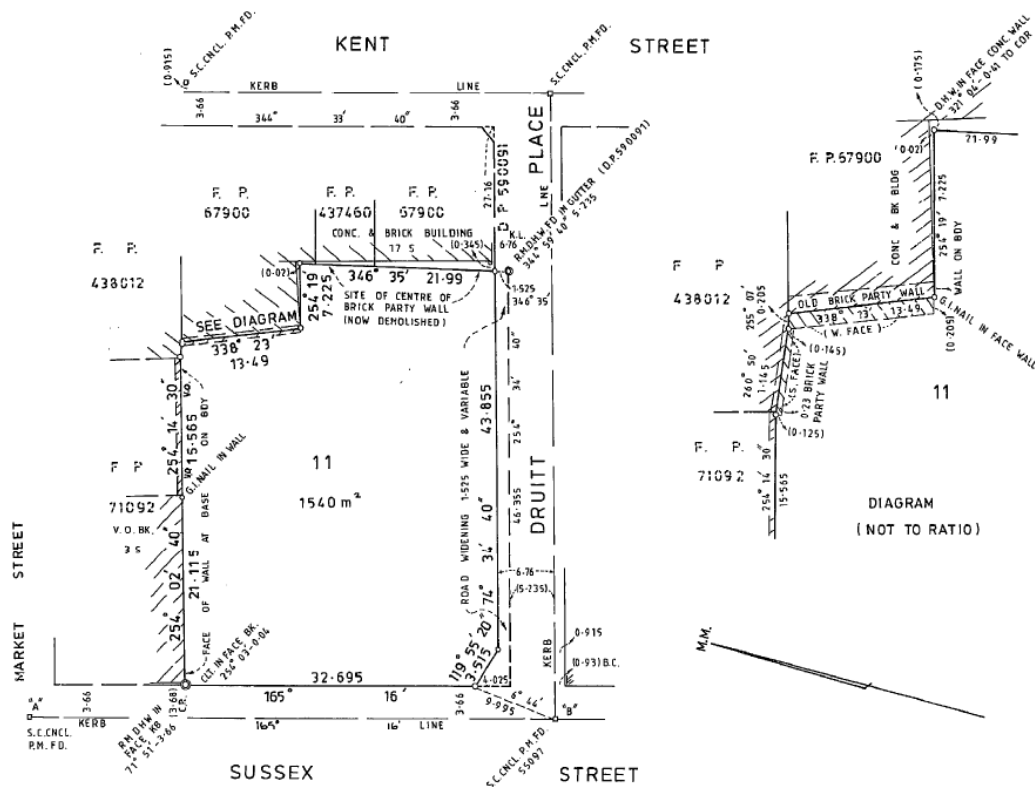 KENT STREET
S.C.CNCL. P.M. FD.
(0·915)
S.C.CNCL. P.M. FD.
KERB LINE
3·66
3·66
344° 33' 40"
PLACE
D P 590091
27·16
LNE
R.M.D.H.W.FD IN GUTTER (D.P.590091)
344° 59' 40" 5·235
F. P.
67900
F. P.
437460
F. P.
67900
CONC. & BRICK BUILDING
17 S
(0·345)
K.L.
6·76
F. P.
438012
(0·02)
346° 35' 21·99
1·525
346° 35'
254° 19'
7·225
SITE OF CENTRE OF
BRICK PARTY WALL
(NOW DEMOLISHED)
SEE DIAGRAM
338° 23'
13·49
254° 14' 30"
15·565
V.O.
ON BDY
G.I.NAIL IN WALL
F. P.
71092
V. O. BK.
3 S
254° 02' 40"
21·115
FACE OF WALL AT BASE
CLT. IN FACE BK.
254° 03'-0·04
11
1540 m²
43·855
74° 34' 40"
ROAD WIDENING 1·525 WIDE & VARIABLE
254° 34' 40"
46·355
DRUITT
6·76
(5·235)
KERB
0·915
(0·93) B.C.
119° 55' 20"
3·515
4·025
6° 44'
9·995
32·695
165° 16'
3·66
3·66
(3·68)
C.R.
"A"
"B"
KERB
165° 16' LINE
S.C.CNCL.
P.M. FD.
R.M.D.H.W IN
FACE KB
71° 51'-3·66
S.C.CNCL. P.M. FD.
55097
MARKET STREET
SUSSEX STREET
(0·175)
D.H.W. IN FACE CONC. WALL
321° 04'-0·41 TO COR
(0·02)
21·99
F. P. 67900
CONC & BK BLDG
254° 19' 7·225
WALL ON BDY
F P
438012
255° 07'
0·205
OLD BRICK PARTY WALL
338° 23' 13·49
(W. FACE)
(0·205)
G.I.NAIL IN FACE WALL
(0·145)
260° 50'
1·145
(S. FACE)
0·23 BRICK
PARTY WALL
(0·125)
11
F. P.
71092
254° 14' 30"
15·565
DIAGRAM
(NOT TO RATIO)
M.M.